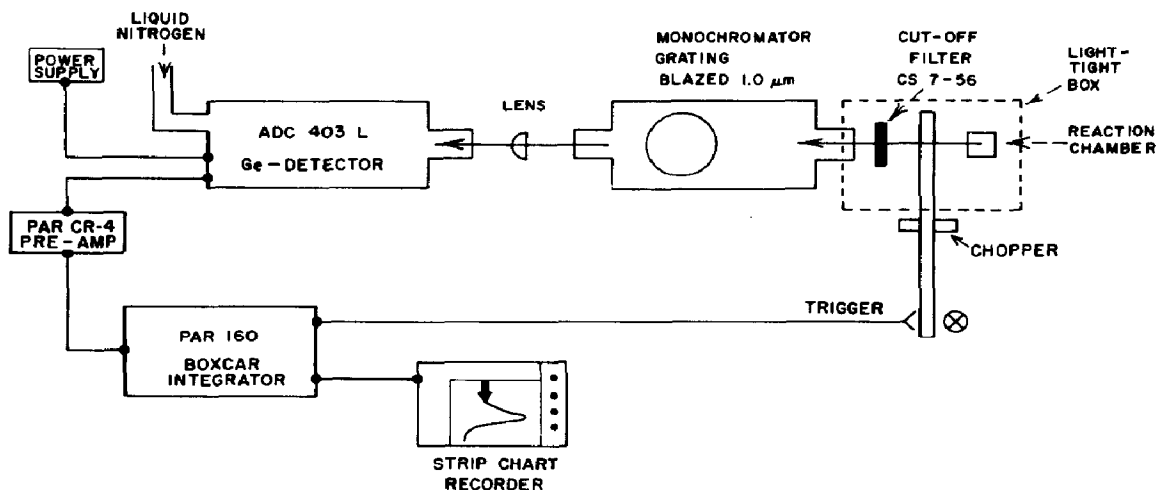 LIQUID
NITROGEN
POWER
SUPPLY
ADC 403 L
Ge-DETECTOR
LENS
MONOCHROMATOR
GRATING
BLAZED 1.0 μm
CUT-OFF
FILTER
CS 7-56
LIGHT-
TIGHT
BOX
REACTION
CHAMBER
CHOPPER
PAR CR-4
PRE-AMP
TRIGGER
PAR 160
BOXCAR
INTEGRATOR
STRIP CHART
RECORDER